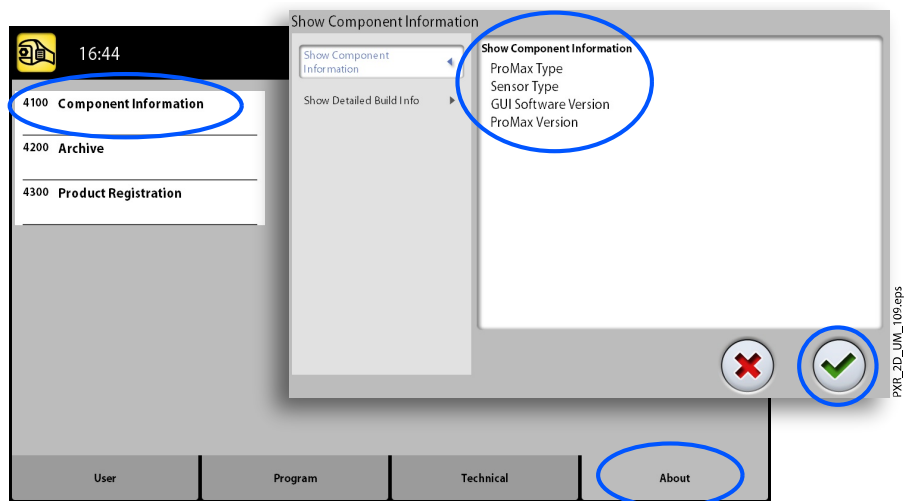 16:44
4100 Component Information
4200 Archive
4300 Product Registration
Show Component Information
Show Component
Information
Show Detailed Build Info
Show Component Information
ProMax Type
Sensor Type
GUI Software Version
ProMax Version
PXR_2D_UM_109.eps
User
Program
Technical
About